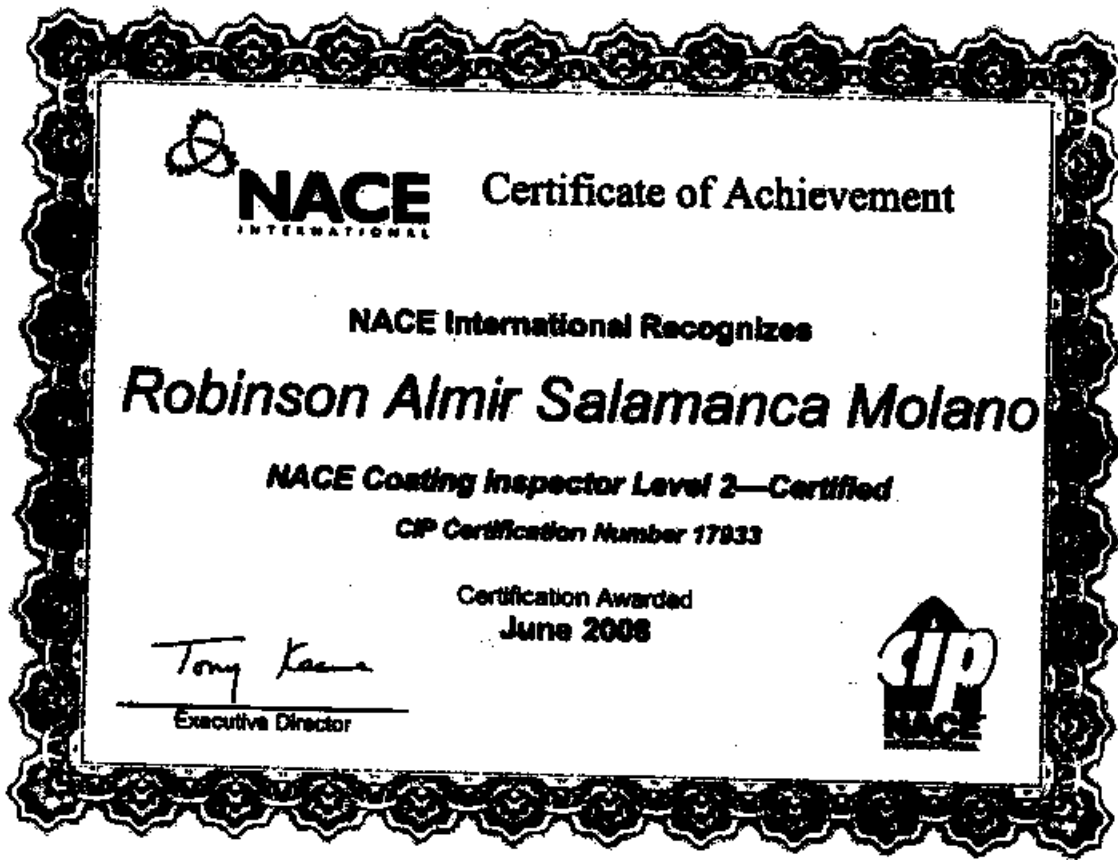 NACE
INTERNATIONAL
Certificate of Achievement
NACE International Recognizes
Robinson Almir Salamanca Molano
NACE Coating Inspector Level 2—Certified
CIP Certification Number 17933
Certification Awarded
June 2008
Tony
Executive Director
cip
NACE
INTERNATIONAL